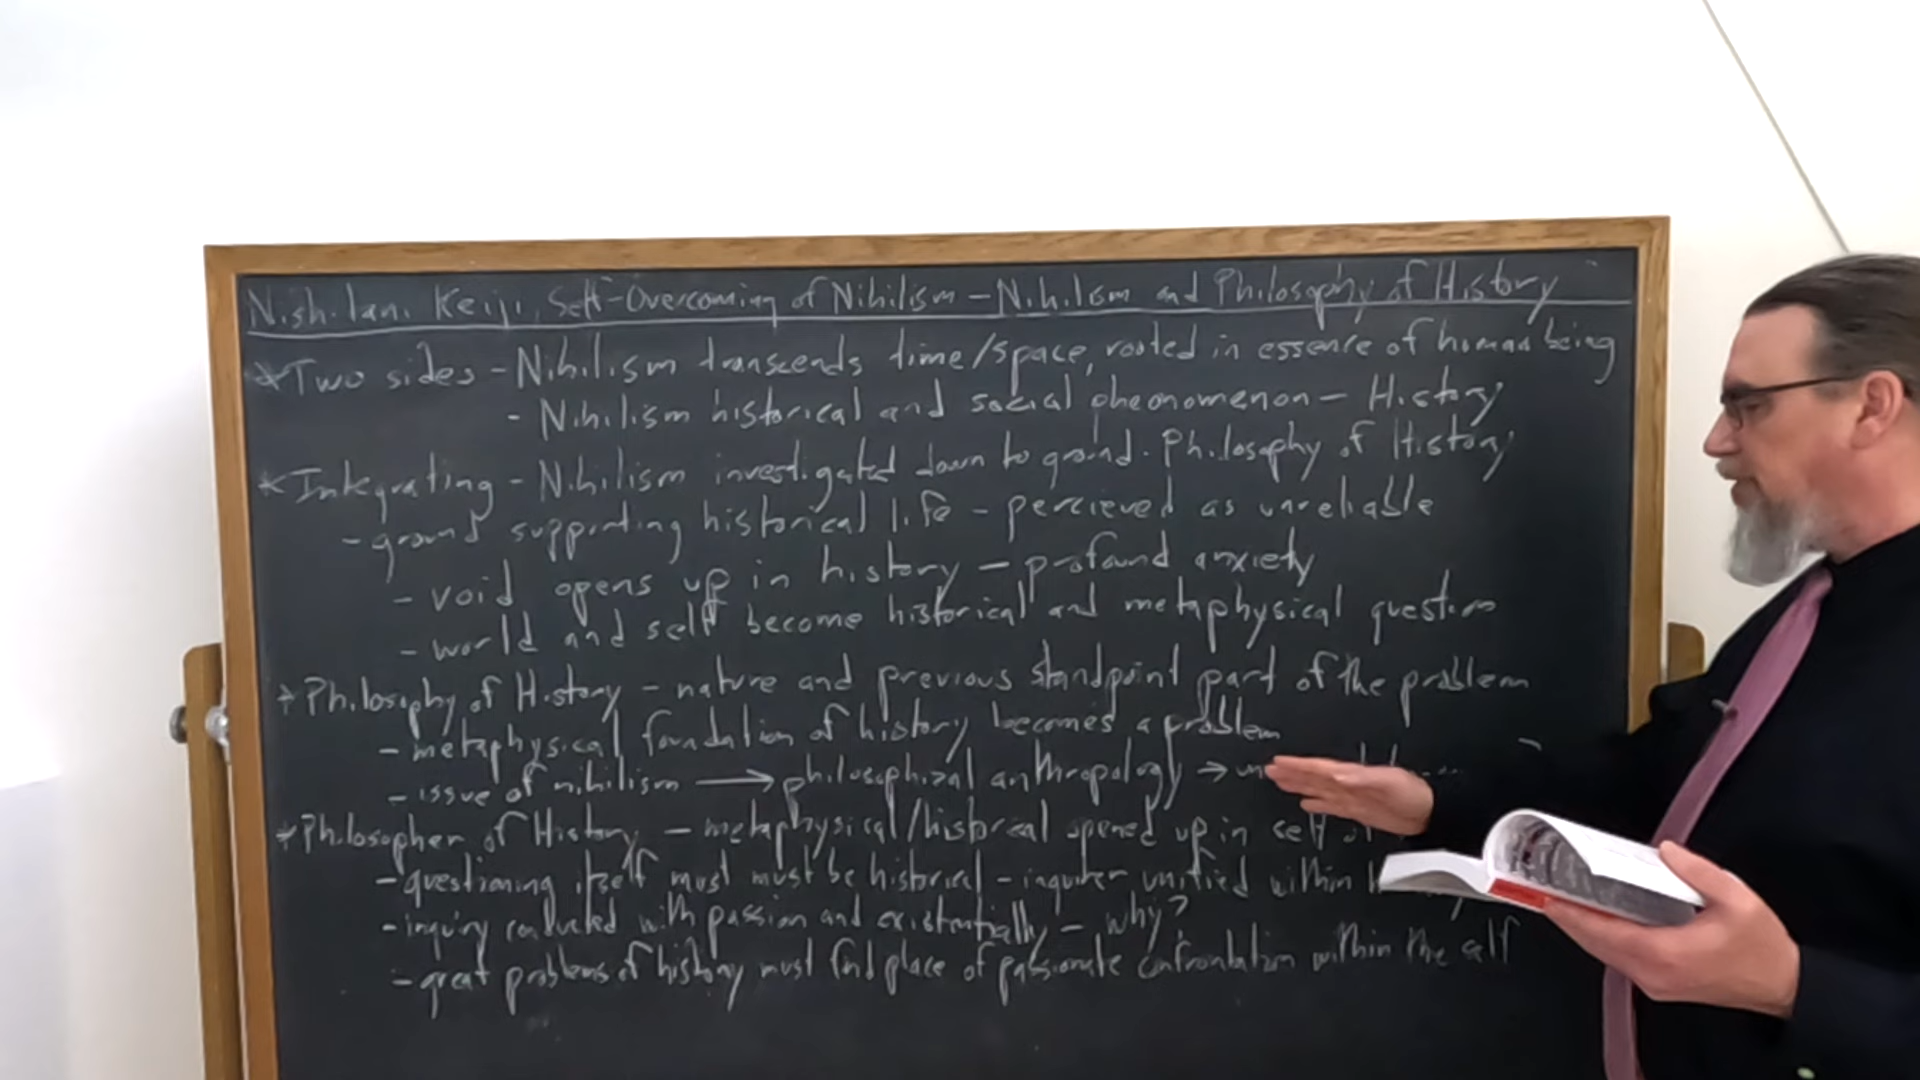 Nishitani Keiji, Self-Overcoming of Nihilism - Nihilism and Philosophy of History
* Two sides - Nihilism transcends time/space, rooted in essence of human being
- Nihilism historical and social pheonomenon - History
* Integrating - Nihilism investigated down to ground. Philosophy of History
- ground supporting historical life - percieved as unreliable
- void opens up in history - profound anxiety
- world and self become historical and metaphysical question
* Philosophy of History - nature and previous standpoint part of the problem
- metaphysical foundation of history becomes a problem
- issue of nihilism → philosophical anthropology →
* Philosopher of History - metaphysical/historical opened up in self
- questioning itself must must be historical - inquirer unified within
- inquiry conducted with passion and existentially - why?
- great problems of history must find place of passionate confrontation within the self